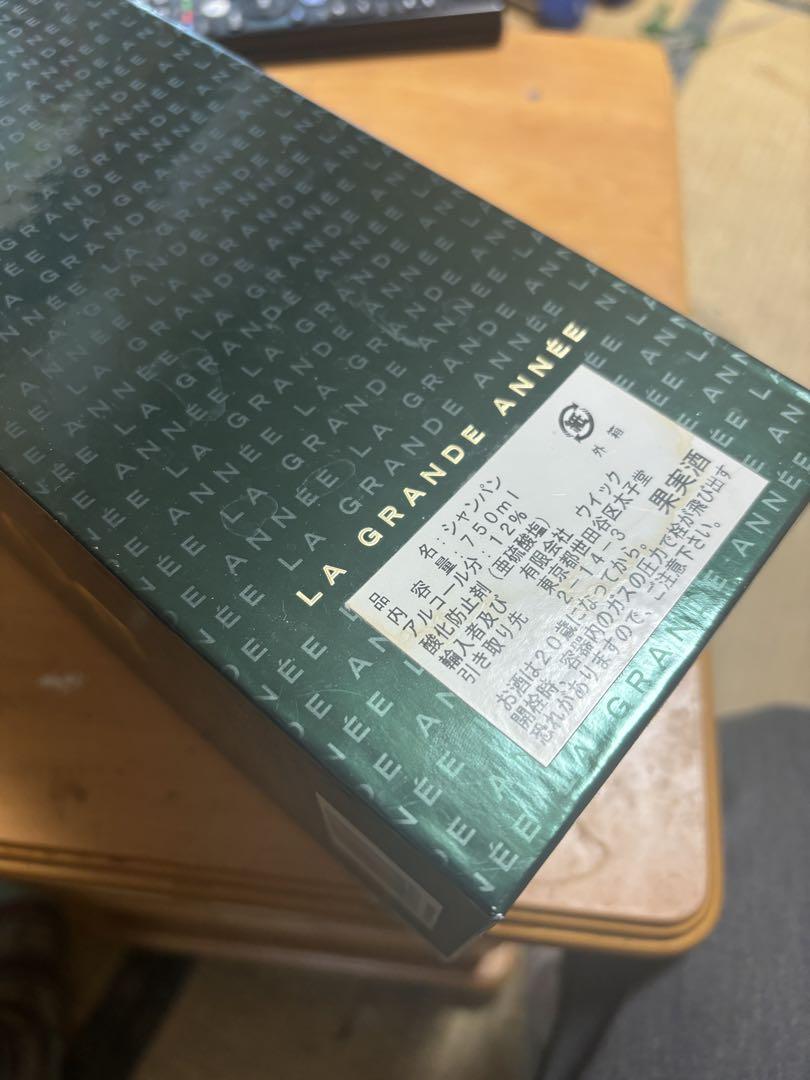 LA GRANDE ANNÉE
紙
外箱
品名：シャンパン
内容量：750ml
アルコール分：12%
酸化防止剤(亜硫酸塩)
輸入者及び 有限会社 ウイック
引き取り先 東京都世田谷区太子堂
2-14-3
果実酒
お酒は20歳になってから。
開栓時、容器内のガスの圧力で栓が飛び出す
恐れがありますので、ご注意下さい。
LA GRANDE ANNÉE